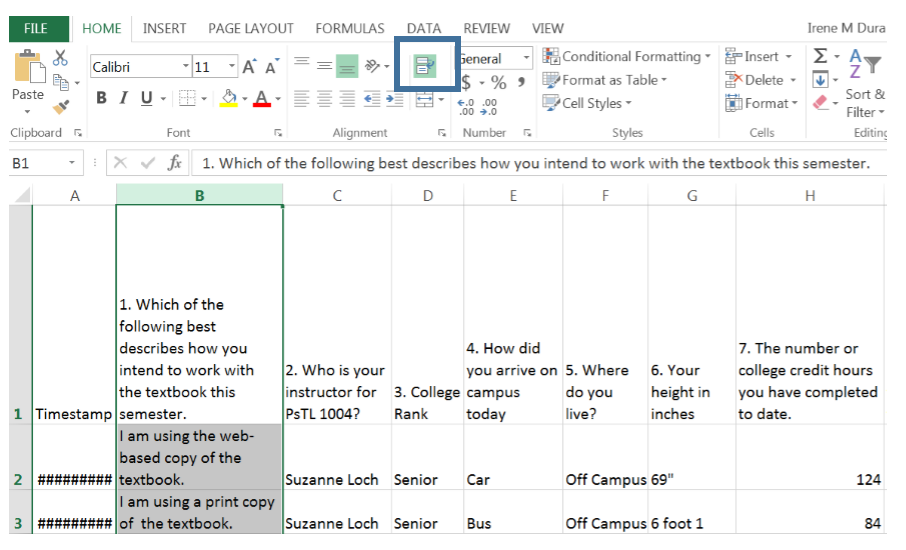 FILE HOME INSERT PAGE LAYOUT FORMULAS DATA REVIEW VIEW Irene M Dura
Calibri 11 A A General Conditional Formatting Insert Σ A Z
Paste B I U A $ % , Format as Table Delete Sort &
Cell Styles Format Filter
Clipboard Font Alignment Number Styles Cells Editing
B1 fx 1. Which of the following best describes how you intend to work with the textbook this semester.
A B C D E F G H
1. Which of the
following best
describes how you 4. How did 7. The number or
intend to work with 2. Who is your you arrive on 5. Where 6. Your college credit hours
the textbook this instructor for 3. College campus do you height in you have completed
1 Timestamp semester. PsTL 1004? Rank today live? inches to date.
I am using the web-
based copy of the
2 ######### textbook. Suzanne Loch Senior Car Off Campus 69" 124
I am using a print copy
3 ######### of the textbook. Suzanne Loch Senior Bus Off Campus 6 foot 1 84